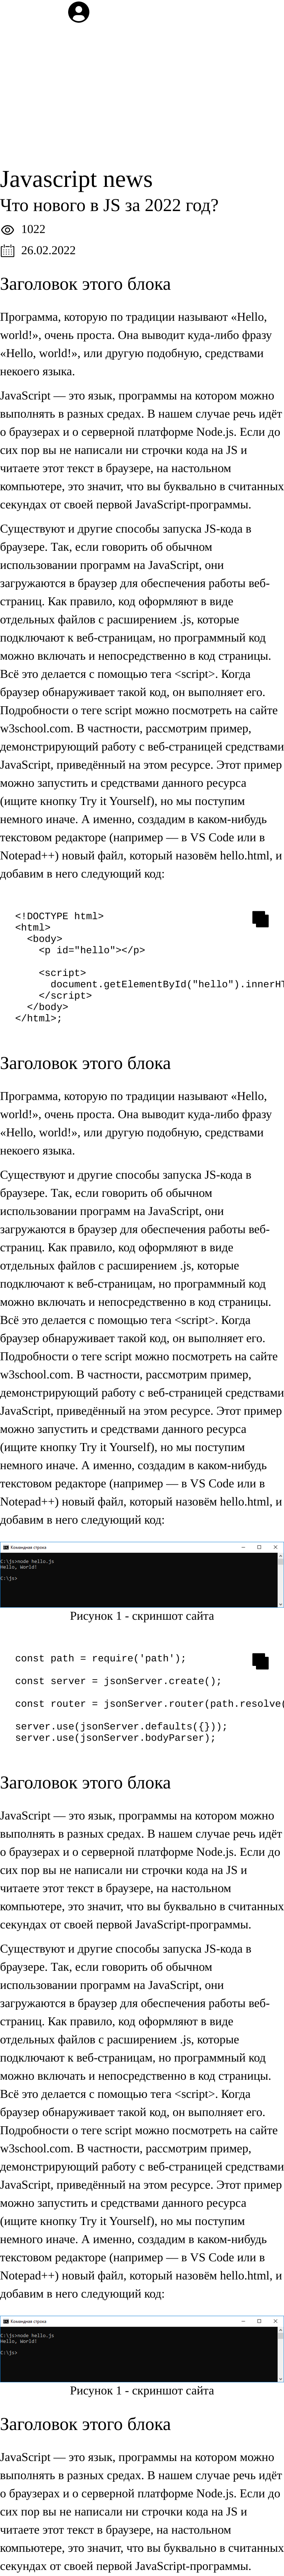 Javascript news
Что нового в JS за 2022 год?
1022
26.02.2022
Заголовок этого блока
Программа, которую по традиции называют «Hello,
world!», очень проста. Она выводит куда-либо фразу
«Hello, world!», или другую подобную, средствами
некоего языка.
JavaScript — это язык, программы на котором можно
выполнять в разных средах. В нашем случае речь идёт
о браузерах и о серверной платформе Node.js. Если до
сих пор вы не написали ни строчки кода на JS и
читаете этот текст в браузере, на настольном
компьютере, это значит, что вы буквально в считанных
секундах от своей первой JavaScript-программы.
Существуют и другие способы запуска JS-кода в
браузере. Так, если говорить об обычном
использовании программ на JavaScript, они
загружаются в браузер для обеспечения работы веб-
страниц. Как правило, код оформляют в виде
отдельных файлов с расширением .js, которые
подключают к веб-страницам, но программный код
можно включать и непосредственно в код страницы.
Всё это делается с помощью тега <script>. Когда
браузер обнаруживает такой код, он выполняет его.
Подробности о теге script можно посмотреть на сайте
w3school.com. В частности, рассмотрим пример,
демонстрирующий работу с веб-страницей средствами
JavaScript, приведённый на этом ресурсе. Этот пример
можно запустить и средствами данного ресурса
(ищите кнопку Try it Yourself), но мы поступим
немного иначе. А именно, создадим в каком-нибудь
текстовом редакторе (например — в VS Code или в
Notepad++) новый файл, который назовём hello.html, и
добавим в него следующий код:
<!DOCTYPE html>
<html>
<body>
<p id="hello"></p>
<script>
document.getElementById("hello").innerHT
</script>
</body>
</html>;
Заголовок этого блока
Программа, которую по традиции называют «Hello,
world!», очень проста. Она выводит куда-либо фразу
«Hello, world!», или другую подобную, средствами
некоего языка.
Существуют и другие способы запуска JS-кода в
браузере. Так, если говорить об обычном
использовании программ на JavaScript, они
загружаются в браузер для обеспечения работы веб-
страниц. Как правило, код оформляют в виде
отдельных файлов с расширением .js, которые
подключают к веб-страницам, но программный код
можно включать и непосредственно в код страницы.
Всё это делается с помощью тега <script>. Когда
браузер обнаруживает такой код, он выполняет его.
Подробности о теге script можно посмотреть на сайте
w3school.com. В частности, рассмотрим пример,
демонстрирующий работу с веб-страницей средствами
JavaScript, приведённый на этом ресурсе. Этот пример
можно запустить и средствами данного ресурса
(ищите кнопку Try it Yourself), но мы поступим
немного иначе. А именно, создадим в каком-нибудь
текстовом редакторе (например — в VS Code или в
Notepad++) новый файл, который назовём hello.html, и
добавим в него следующий код:
Командная строка
C:\js>node hello.js
Hello, World!
C:\js>
Рисунок 1 - скриншот сайта
const path = require('path');
const server = jsonServer.create();
const router = jsonServer.router(path.resolve(
server.use(jsonServer.defaults({}));
server.use(jsonServer.bodyParser);
Заголовок этого блока
JavaScript — это язык, программы на котором можно
выполнять в разных средах. В нашем случае речь идёт
о браузерах и о серверной платформе Node.js. Если до
сих пор вы не написали ни строчки кода на JS и
читаете этот текст в браузере, на настольном
компьютере, это значит, что вы буквально в считанных
секундах от своей первой JavaScript-программы.
Существуют и другие способы запуска JS-кода в
браузере. Так, если говорить об обычном
использовании программ на JavaScript, они
загружаются в браузер для обеспечения работы веб-
страниц. Как правило, код оформляют в виде
отдельных файлов с расширением .js, которые
подключают к веб-страницам, но программный код
можно включать и непосредственно в код страницы.
Всё это делается с помощью тега <script>. Когда
браузер обнаруживает такой код, он выполняет его.
Подробности о теге script можно посмотреть на сайте
w3school.com. В частности, рассмотрим пример,
демонстрирующий работу с веб-страницей средствами
JavaScript, приведённый на этом ресурсе. Этот пример
можно запустить и средствами данного ресурса
(ищите кнопку Try it Yourself), но мы поступим
немного иначе. А именно, создадим в каком-нибудь
текстовом редакторе (например — в VS Code или в
Notepad++) новый файл, который назовём hello.html, и
добавим в него следующий код:
Командная строка
C:\js>node hello.js
Hello, World!
C:\js>
Рисунок 1 - скриншот сайта
Заголовок этого блока
JavaScript — это язык, программы на котором можно
выполнять в разных средах. В нашем случае речь идёт
о браузерах и о серверной платформе Node.js. Если до
сих пор вы не написали ни строчки кода на JS и
читаете этот текст в браузере, на настольном
компьютере, это значит, что вы буквально в считанных
секундах от своей первой JavaScript-программы.